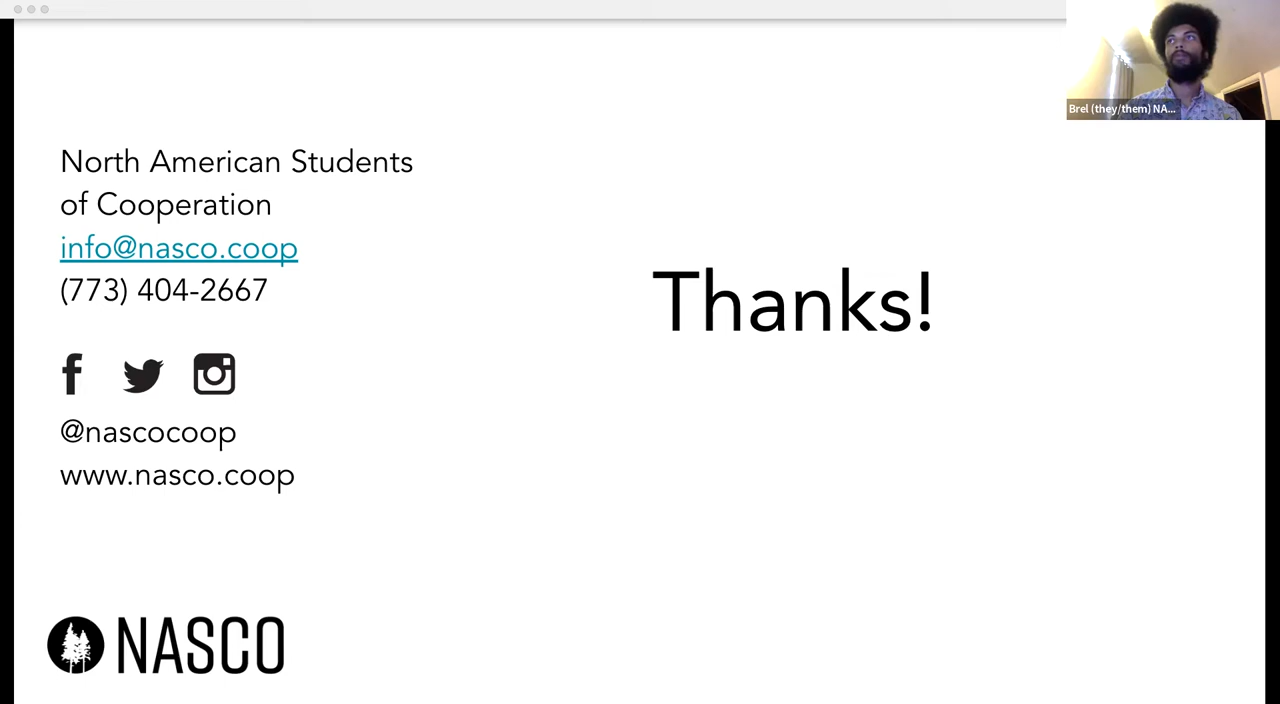 Brel (they/them) NA...
North American Students
of Cooperation
info@nasco.coop
(773) 404-2667
Thanks!
@nascocoop
www.nasco.coop
NASCO